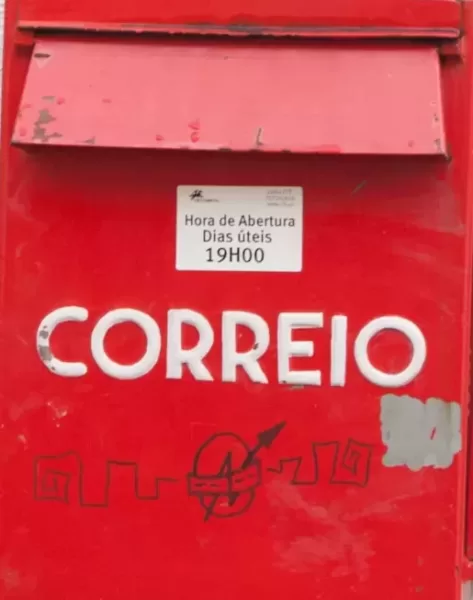 Hora de Abertura
Dias úteis
19H00
CORREIO